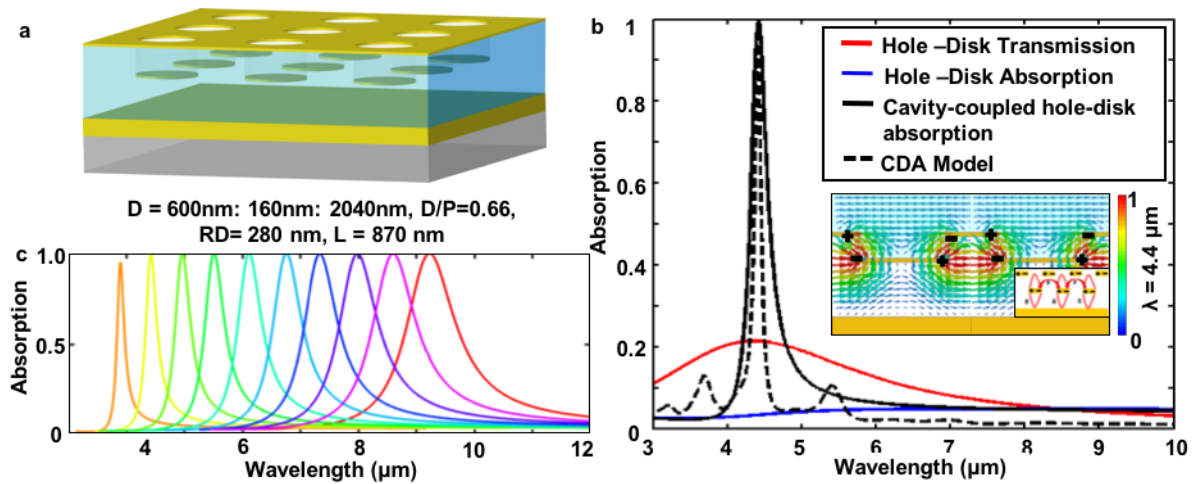 a
D = 600nm: 160nm: 2040nm, D/P=0.66,
RD= 280 nm, L = 870 nm
c
Absorption
1.0
0.5
0
4
6
8
10
12
Wavelength (μm)
b
Absorption
1
0.8
0.6
0.4
0.2
0
3
4
5
6
7
8
9
10
Wavelength (μm)
Hole –Disk Transmission
Hole –Disk Absorption
Cavity-coupled hole-disk
absorption
CDA Model
1
λ = 4.4 μm
0